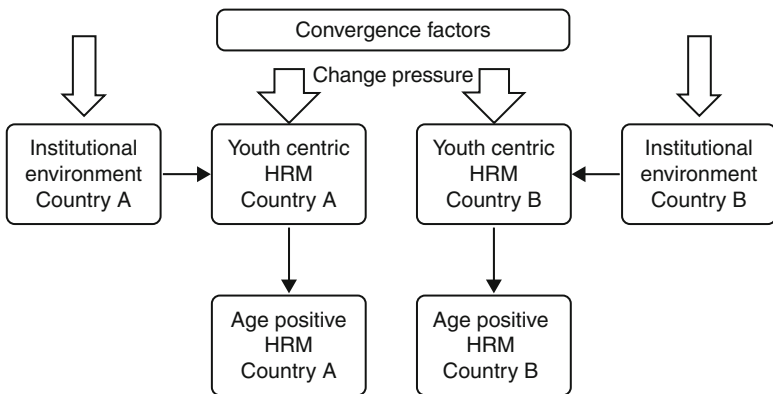 Convergence factors
Change pressure
Institutional
environment
Country A
Youth centric
HRM
Country A
Youth centric
HRM
Country B
Institutional
environment
Country B
Age positive
HRM
Country A
Age positive
HRM
Country B